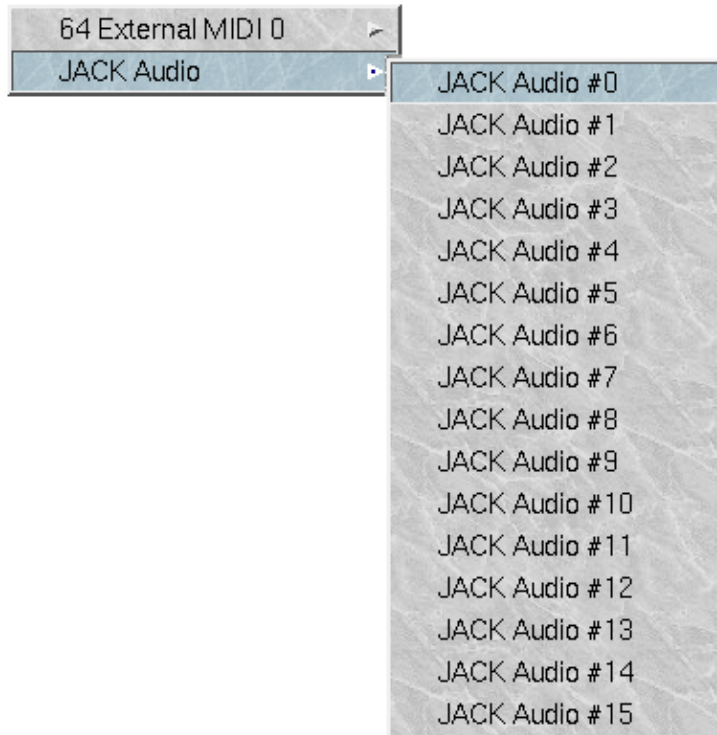 64 External MIDI 0
JACK Audio
JACK Audio #0
JACK Audio #1
JACK Audio #2
JACK Audio #3
JACK Audio #4
JACK Audio #5
JACK Audio #6
JACK Audio #7
JACK Audio #8
JACK Audio #9
JACK Audio #10
JACK Audio #11
JACK Audio #12
JACK Audio #13
JACK Audio #14
JACK Audio #15